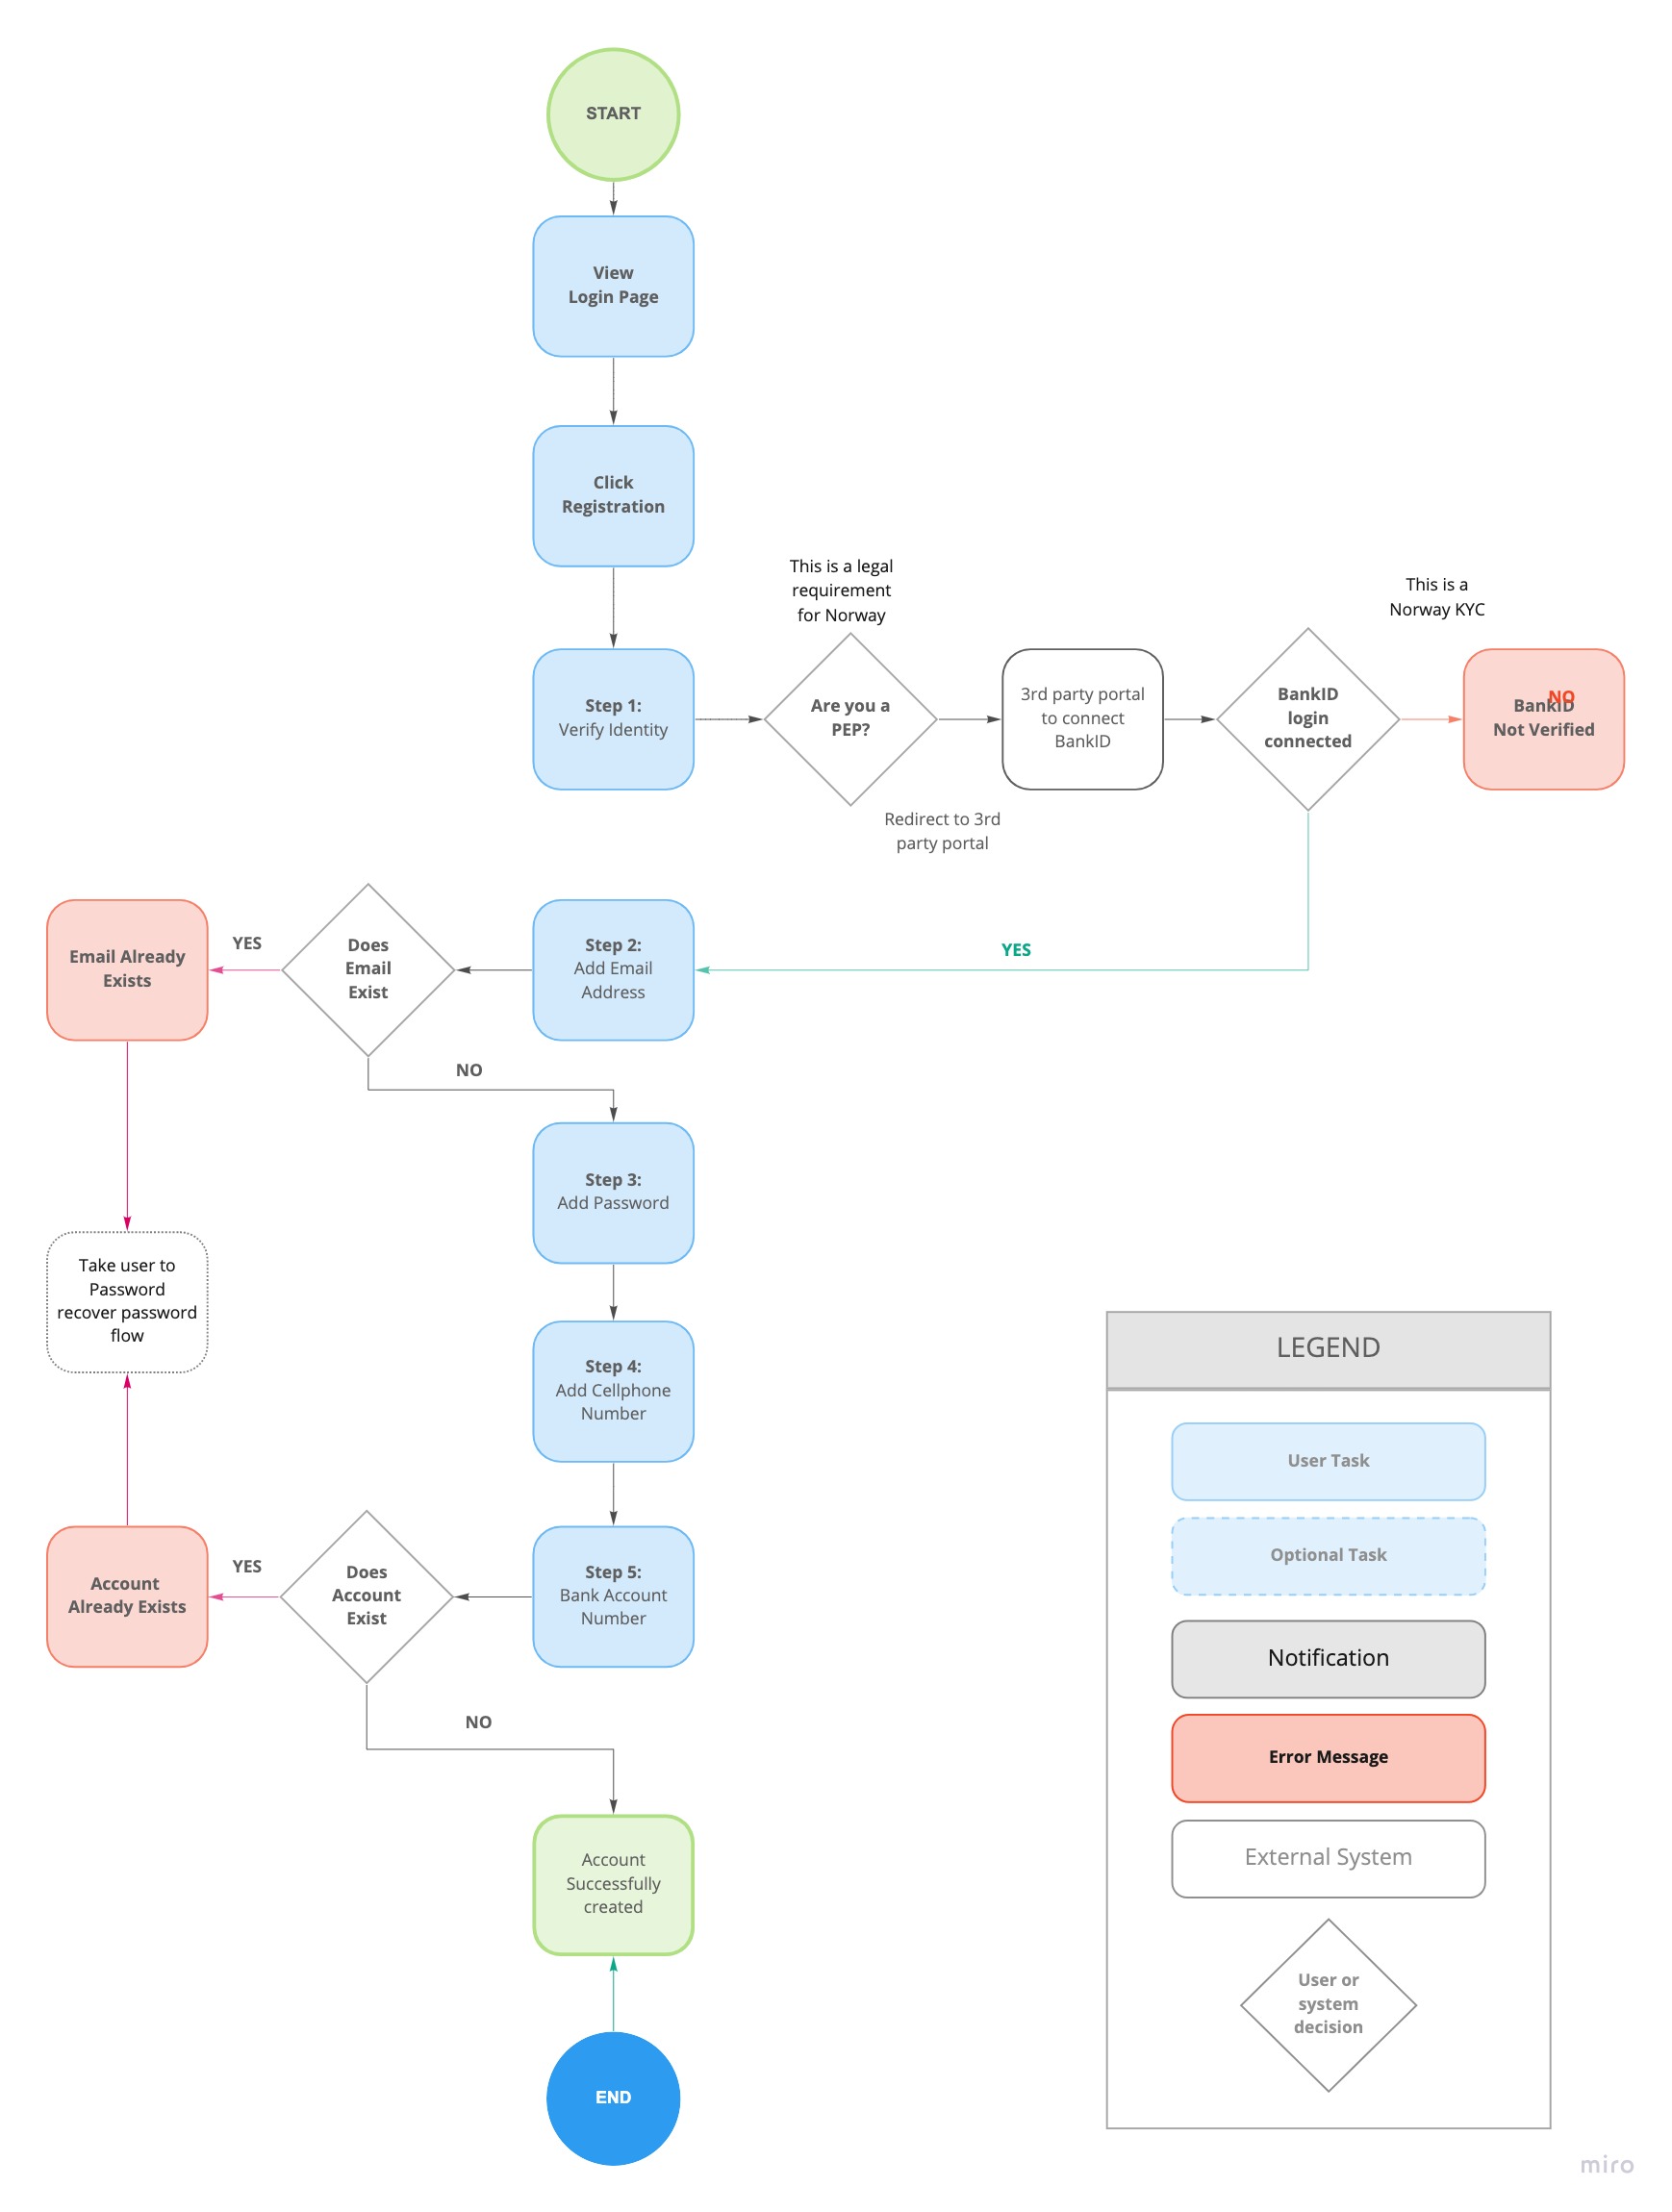 START
View
Login Page
Click
Registration
This is a legal
requirement
for Norway
This is a
Norway KYC
Step 1:
Verify Identity
Are you a
PEP?
3rd party portal
to connect
BankID
BankID
login
connected
NO
BankID
Not Verified
Redirect to 3rd
party portal
Email Already
Exists
YES
Does
Email
Exist
Step 2:
Add Email
Address
YES
NO
Step 3:
Add Password
Take user to
Password
recover password
flow
Step 4:
Add Cellphone
Number
Account
Already Exists
YES
Does
Account
Exist
Step 5:
Bank Account
Number
NO
Account
Successfully
created
END
LEGEND
User Task
Optional Task
Notification
Error Message
External System
User or
system
decision
miro